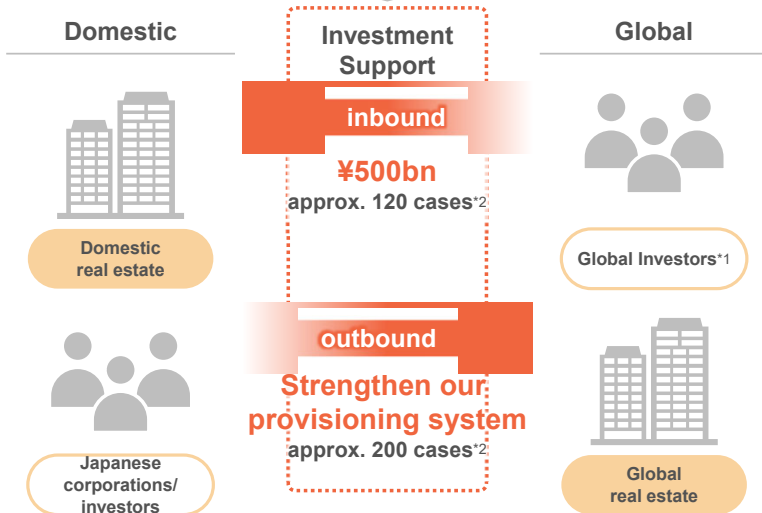 Domestic
Investment
Support
Global
inbound
¥500bn
approx. 120 cases*2
Domestic
real estate
Global Investors*1
outbound
Strengthen our
provisioning system
approx. 200 cases*2
Japanese
corporations/
investors
Global
real estate